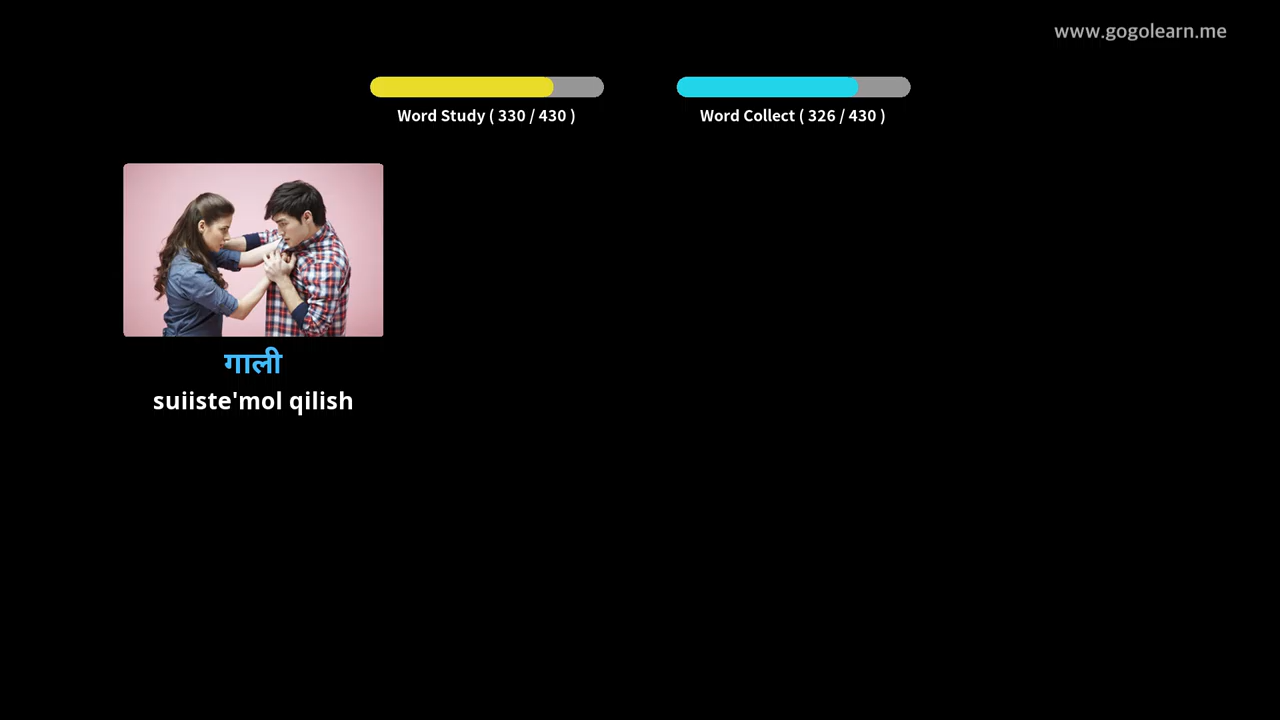 www.gogolearn.me
Word Study ( 330 / 430 )
Word Collect ( 326 / 430 )
गाली
suiiste'mol qilish